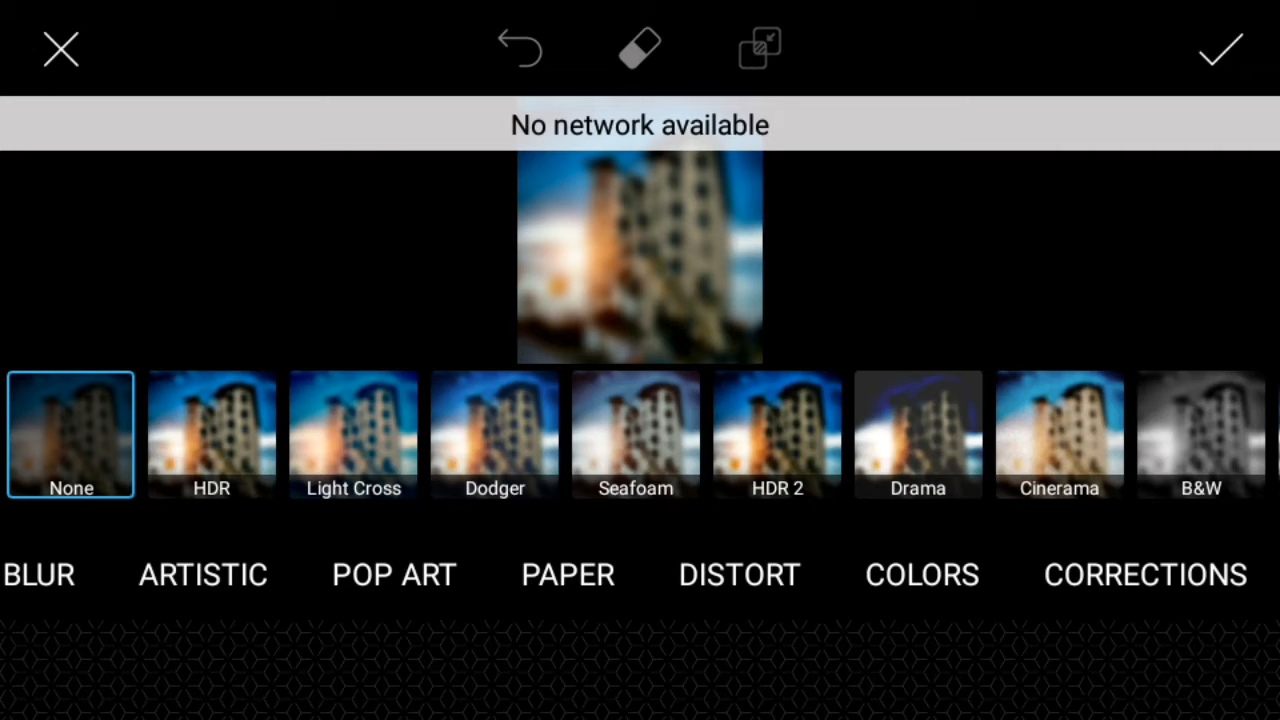 No network available
None
HDR
Light Cross
Dodger
Seafoam
HDR 2
Drama
Cinerama
B&W
BLUR
ARTISTIC
POP ART
PAPER
DISTORT
COLORS
CORRECTIONS